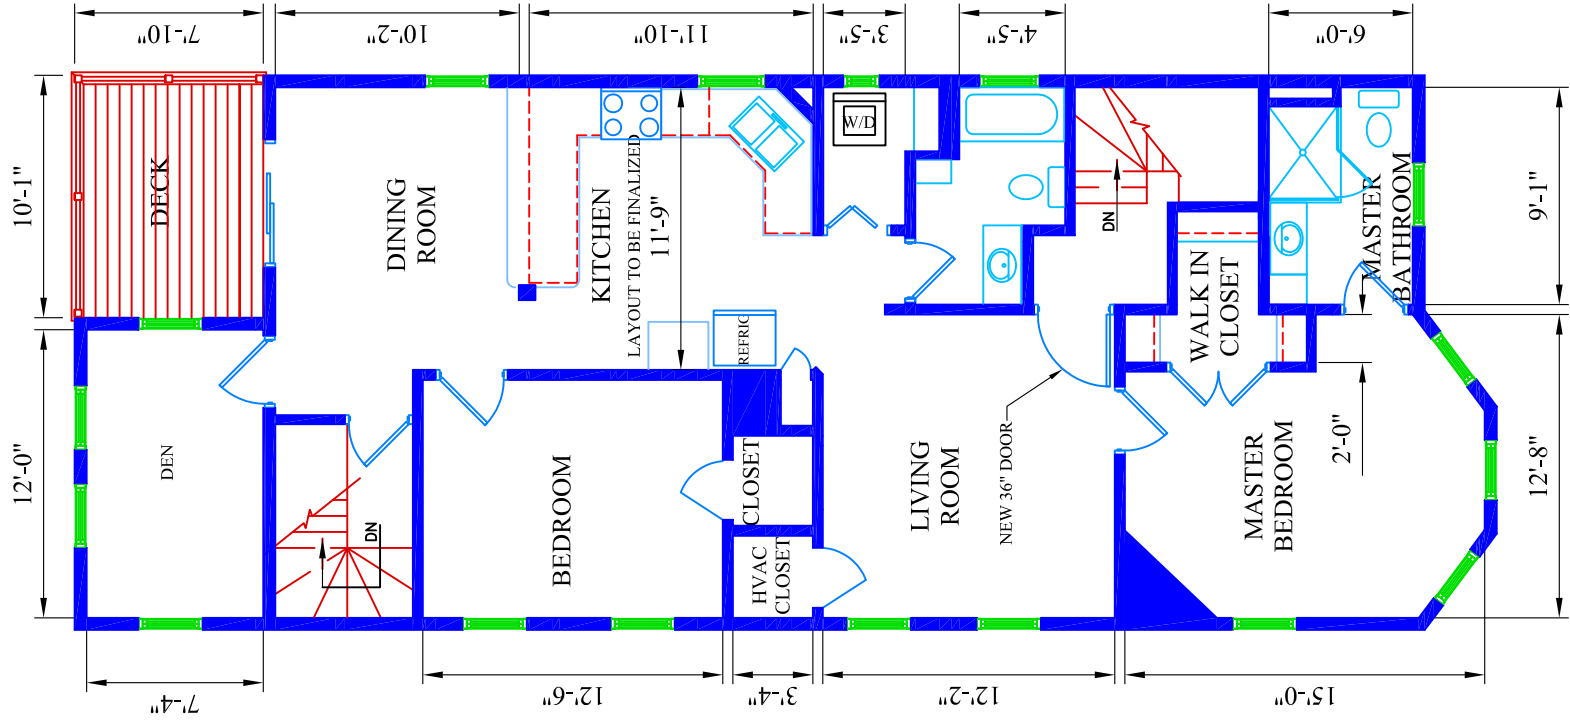 7'-10"
10'-2"
11'-10"
3'-5"
4'-5"
6'-0"
10'-1"
DECK
DINING
ROOM
KITCHEN
LAYOUT TO BE FINALIZED
11'-9"
W/D
DN
WALK IN
CLOSET
MASTER
BATHROOM
9'-1"
12'-0"
DEN
DN
BEDROOM
REFRIG
CLOSET
HVAC
CLOSET
LIVING
ROOM
NEW 36" DOOR
MASTER
BEDROOM
2'-0"
12'-8"
7'-4"
12'-6"
3'-4"
12'-2"
15'-0"